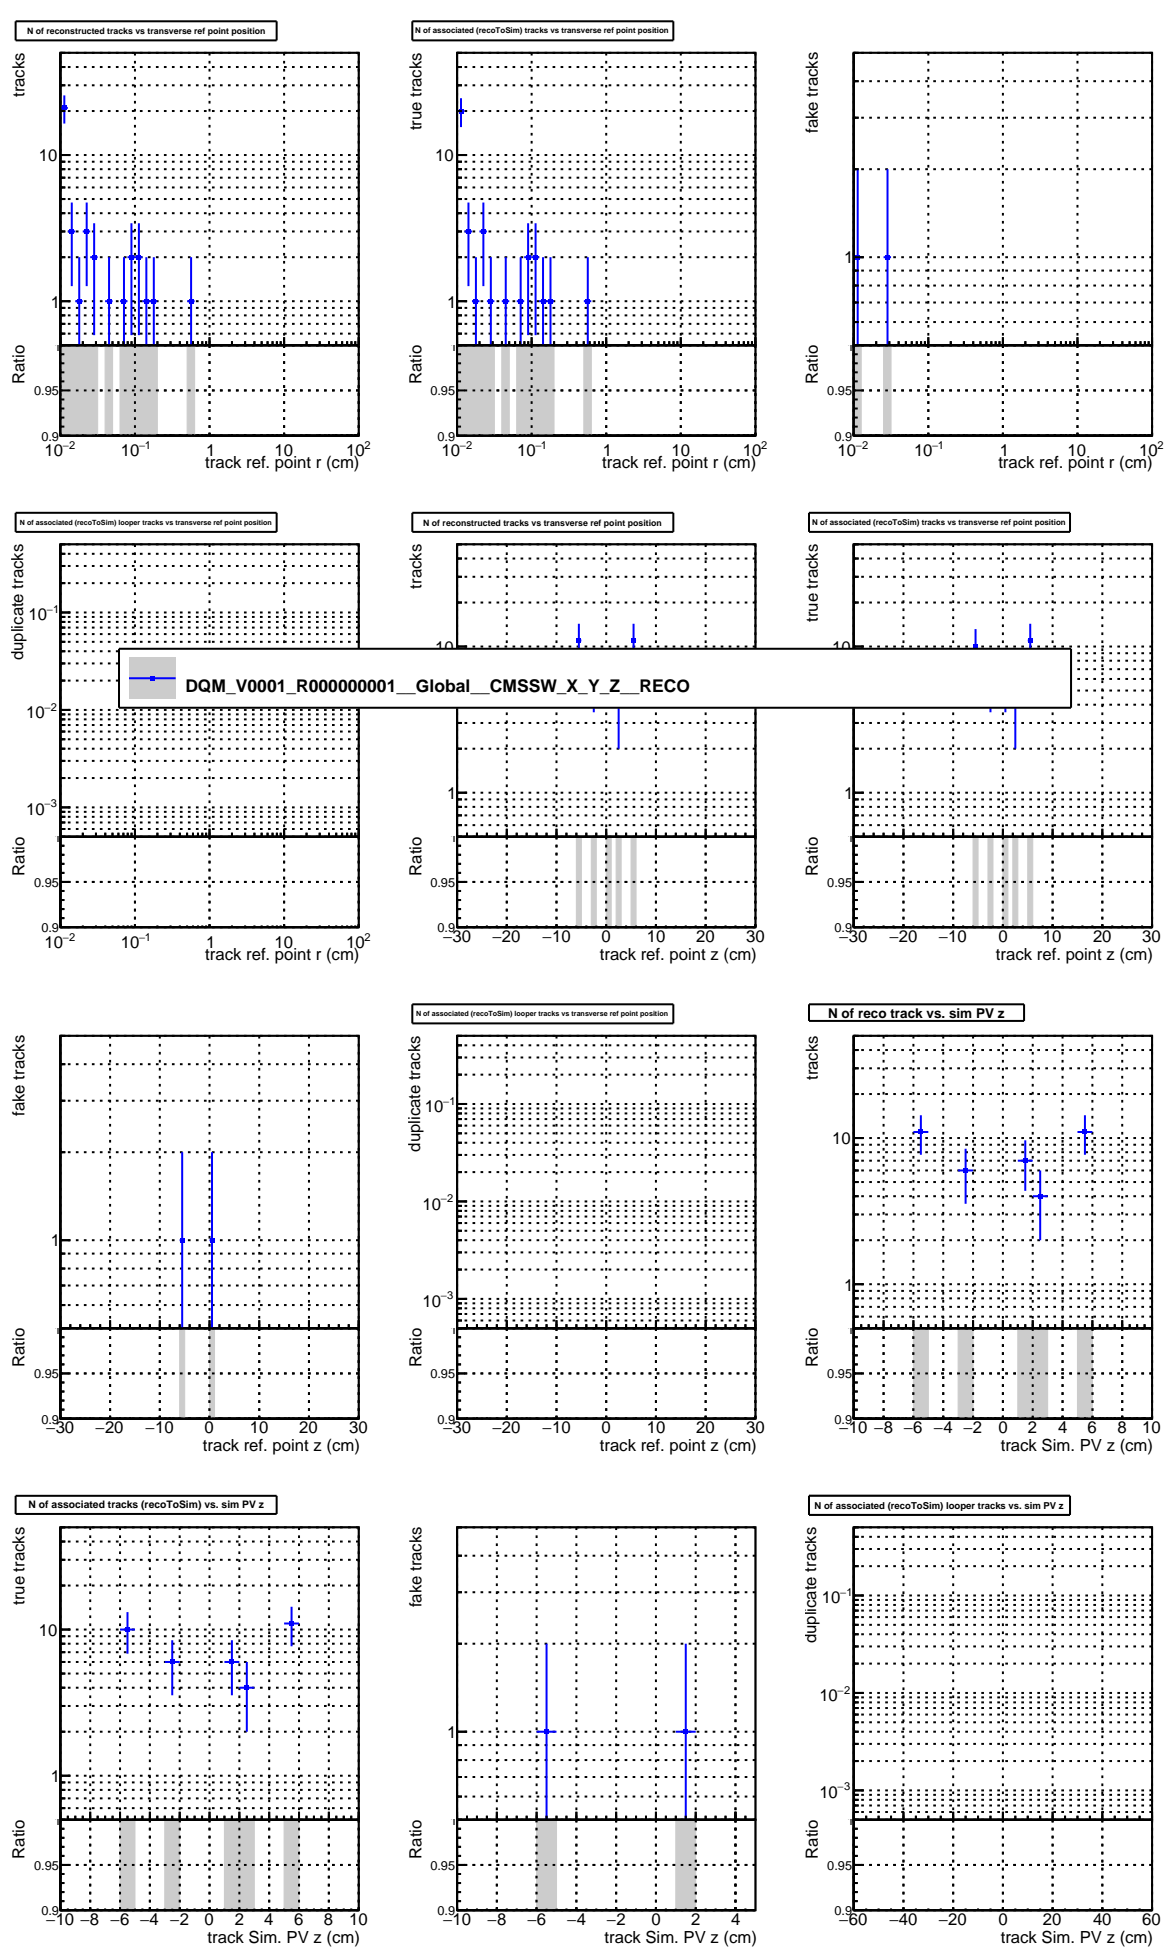 N of reconstructed tracks vs transverse ref point position
tracks
10
1
Ratio
0.95
0.9
10−2 10−1 1 10 102
track ref. point r (cm)
N of associated (recoToSim) tracks vs transverse ref point position
true tracks
10
1
Ratio
0.95
0.9
10−2 10−1 1 10 102
track ref. point r (cm)
fake tracks
1
Ratio
0.95
0.9
10−2 10−1 1 10 102
track ref. point r (cm)
N of associated (recoToSim) looper tracks vs transverse ref point position
duplicate tracks
10−1
10−2
10−3
Ratio
0.95
0.9
10−2 10−1 1 10 102
track ref. point r (cm)
N of reconstructed tracks vs transverse ref point position
tracks
10
1
Ratio
0.95
0.9
−30 −20 −10 0 10 20 30
track ref. point z (cm)
N of associated (recoToSim) tracks vs transverse ref point position
true tracks
10
1
Ratio
0.95
0.9
−30 −20 −10 0 10 20 30
track ref. point z (cm)
DQM_V0001_R000000001__Global__CMSSW_X_Y_Z__RECO
fake tracks
1
Ratio
0.95
0.9
−30 −20 −10 0 10 20 30
track ref. point z (cm)
N of associated (recoToSim) looper tracks vs transverse ref point position
duplicate tracks
10−1
10−2
10−3
Ratio
0.95
0.9
−30 −20 −10 0 10 20 30
track ref. point z (cm)
N of reco track vs. sim PV z
tracks
10
1
Ratio
0.95
0.9
−10 −8 −6 −4 −2 0 2 4 6 8 10
track Sim. PV z (cm)
N of associated tracks (recoToSim) vs. sim PV z
true tracks
10
1
Ratio
0.95
0.9
−10 −8 −6 −4 −2 0 2 4 6 8 10
track Sim. PV z (cm)
fake tracks
1
Ratio
0.95
0.9
−10 −8 −6 −4 −2 0 2 4
track Sim. PV z (cm)
N of associated (recoToSim) looper tracks vs. sim PV z
duplicate tracks
10−1
10−2
10−3
Ratio
0.95
0.9
−60 −40 −20 0 20 40 60
track Sim. PV z (cm)